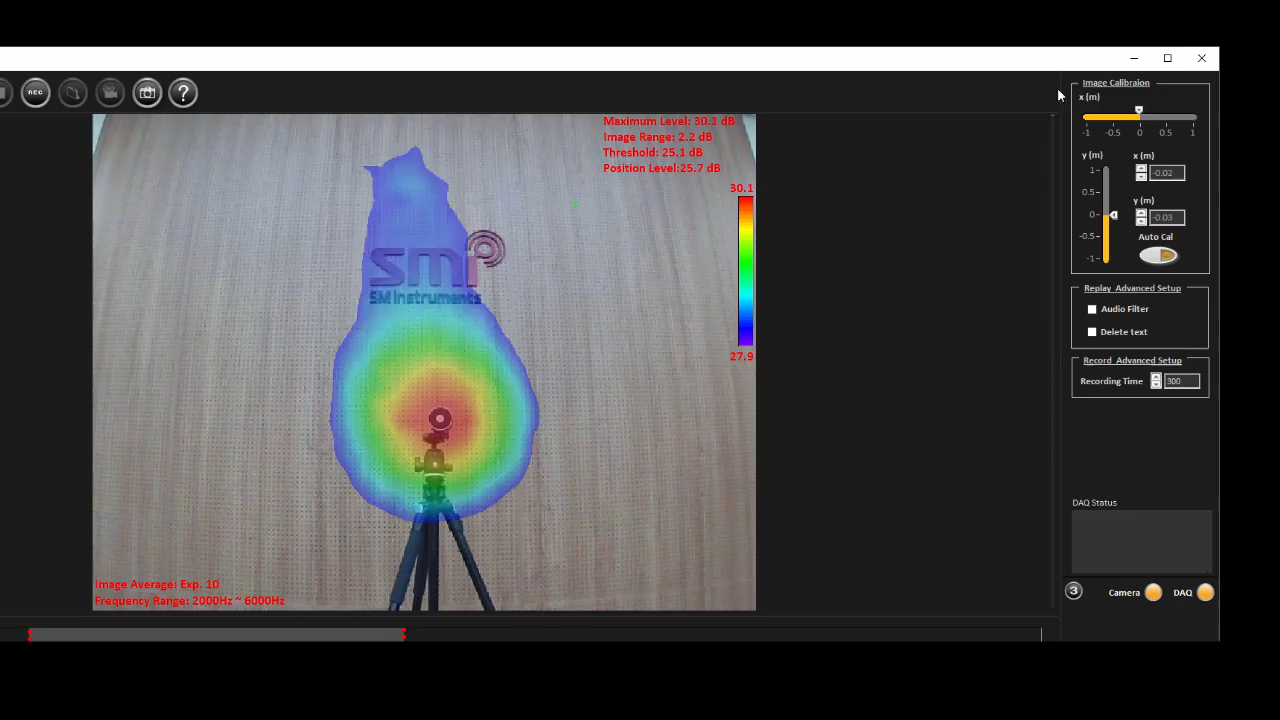 REC
?
Image Calibraion
x (m)
-1 -0.5 0 0.5 1
y (m)
1
0.5
0
-0.5
-1
x (m)
-0.02
y (m)
-0.03
Auto Cal
Maximum Level: 30.1 dB
Image Range: 2.2 dB
Threshold: 25.1 dB
Position Level:25.7 dB
30.1
27.9
SMI
SM Instruments
Replay Advanced Setup
Audio Filter
Delete text
Record Advanced Setup
Recording Time 300
DAQ Status
Image Average: Exp. 10
Frequency Range: 2000Hz ~ 6000Hz
3 Camera DAQ